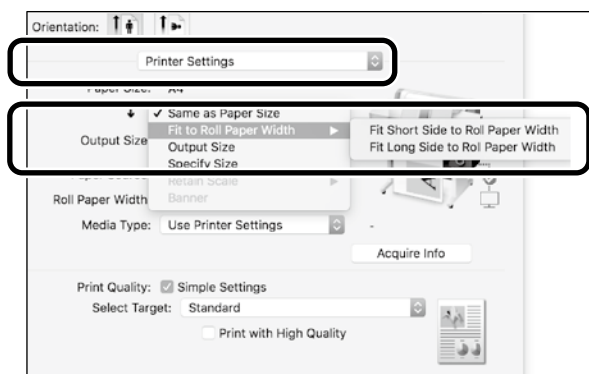 Orientation:
Printer Settings
Paper Size: A4
✓ Same as Paper Size
Fit to Roll Paper Width
Fit Short Side to Roll Paper Width
Output Size
Output Size
Fit Long Side to Roll Paper Width
Specify Size
Retain Scale
Roll Paper Width
Banner
Media Type: Use Printer Settings
-
Acquire Info
Print Quality: Simple Settings
Select Target: Standard
Print with High Quality